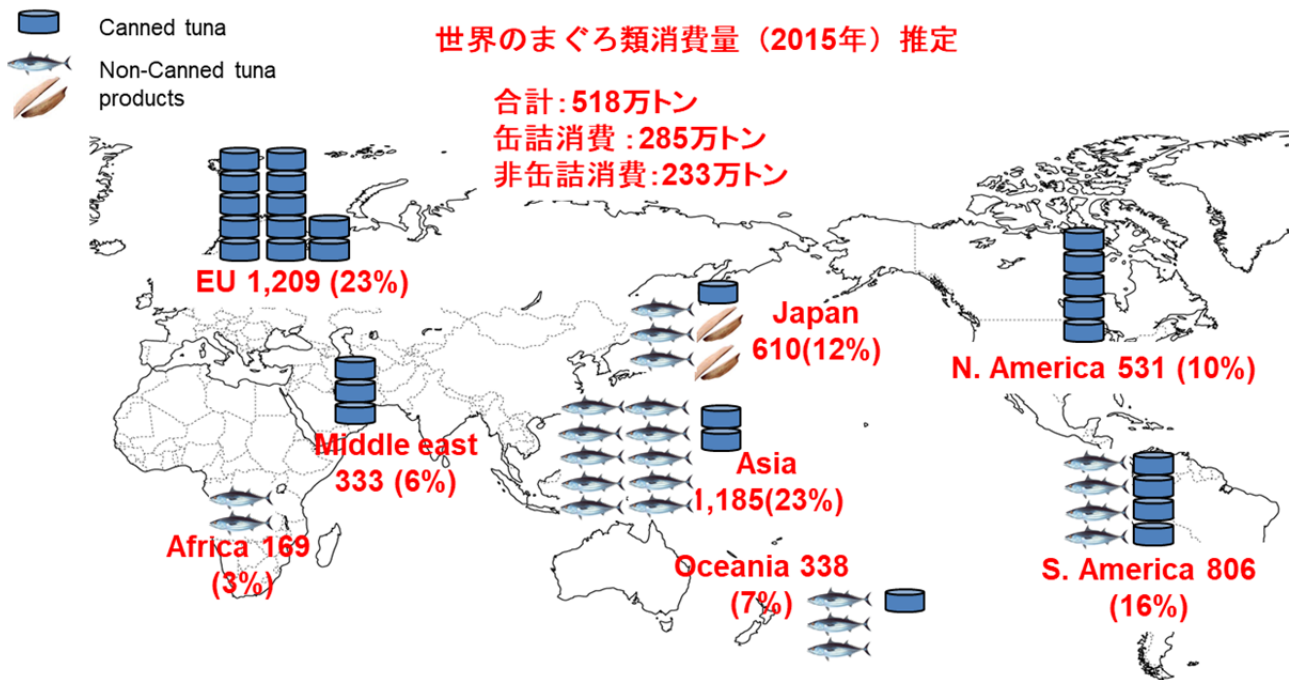 Canned tuna
Non-Canned tuna
products
世界のまぐろ類消費量（2015年）推定
合計：518万トン
缶詰消費：285万トン
非缶詰消費：233万トン
EU 1,209 (23%)
Japan
610(12%)
N. America 531 (10%)
Middle east
333 (6%)
Asia
1,185(23%)
Africa 169
(3%)
Oceania 338
(7%)
S. America 806
(16%)